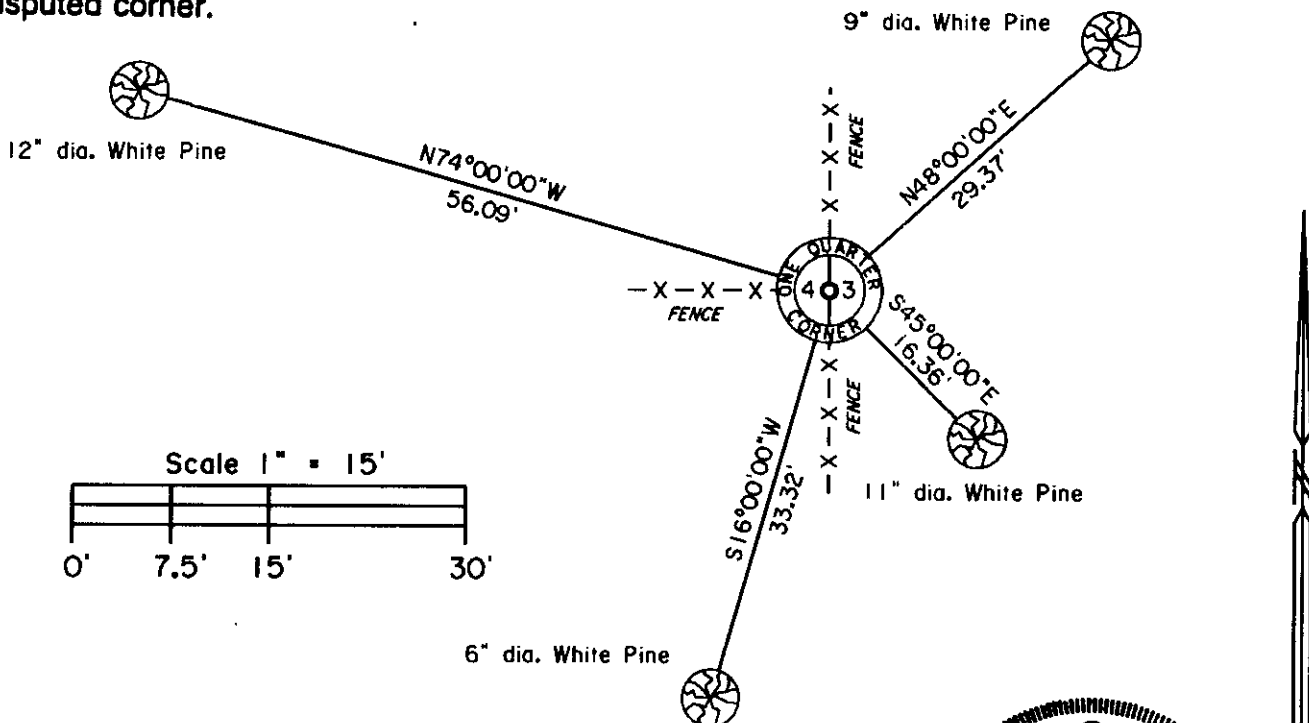 sputed corner.
9" dia. White Pine
12" dia. White Pine
N74°00'00"W
56.09'
N48°00'00"E
29.37'
— X — X — X —
FENCE
— X — X — X
FENCE
ONE QUARTER
4 3
CORNER
S45°00'00"E
16.36'
X — X — X —
FENCE
S16°00'00"W
33.32'
11" dia. White Pine
Scale 1" = 15'
0' 7.5' 15' 30'
6" dia. White Pine
N